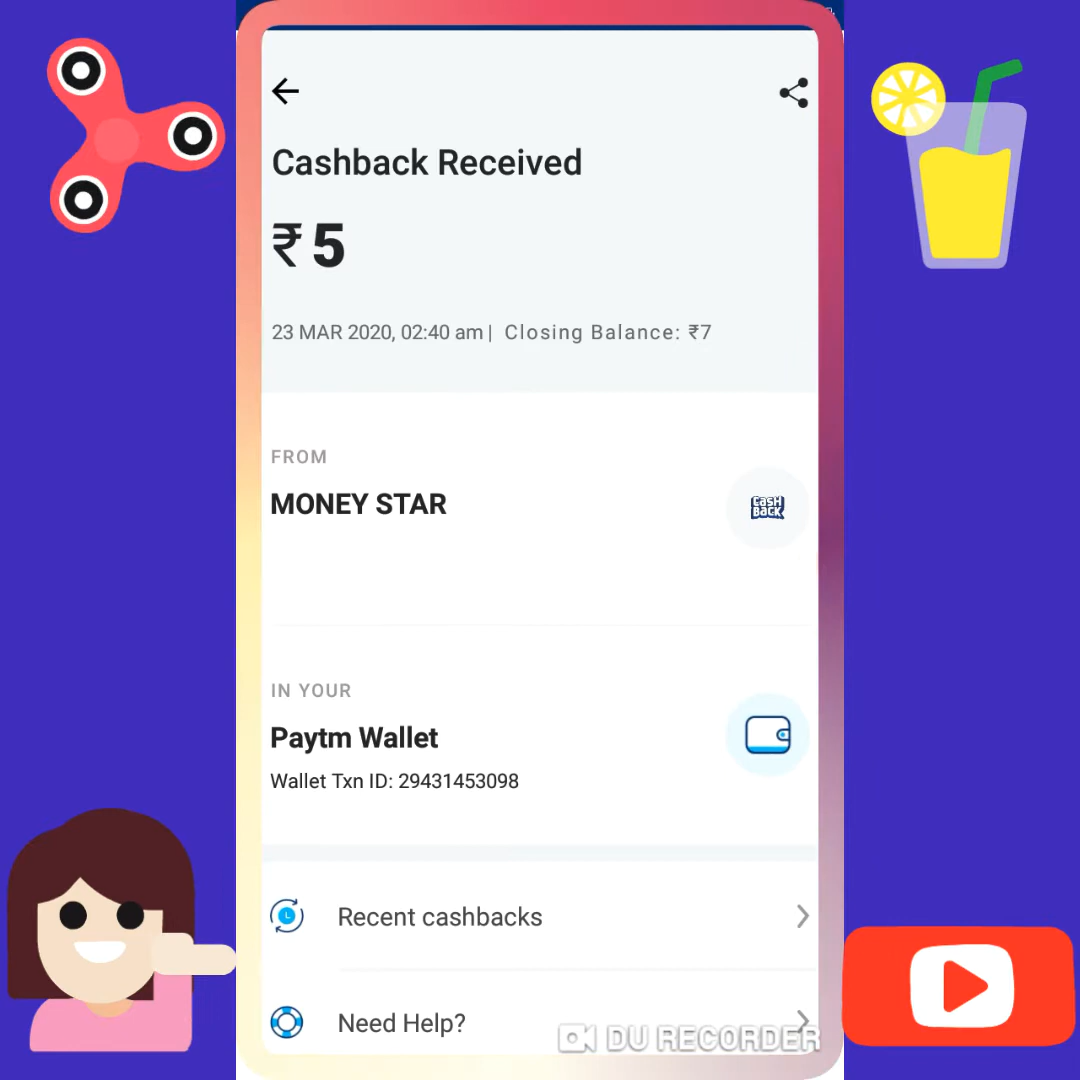 Cashback Received
₹5
23 MAR 2020, 02:40 am | Closing Balance: ₹7
FROM
MONEY STAR
CASH
BACK
IN YOUR
Paytm Wallet
Wallet Txn ID: 29431453098
Recent cashbacks
Need Help?
DU RECORDER